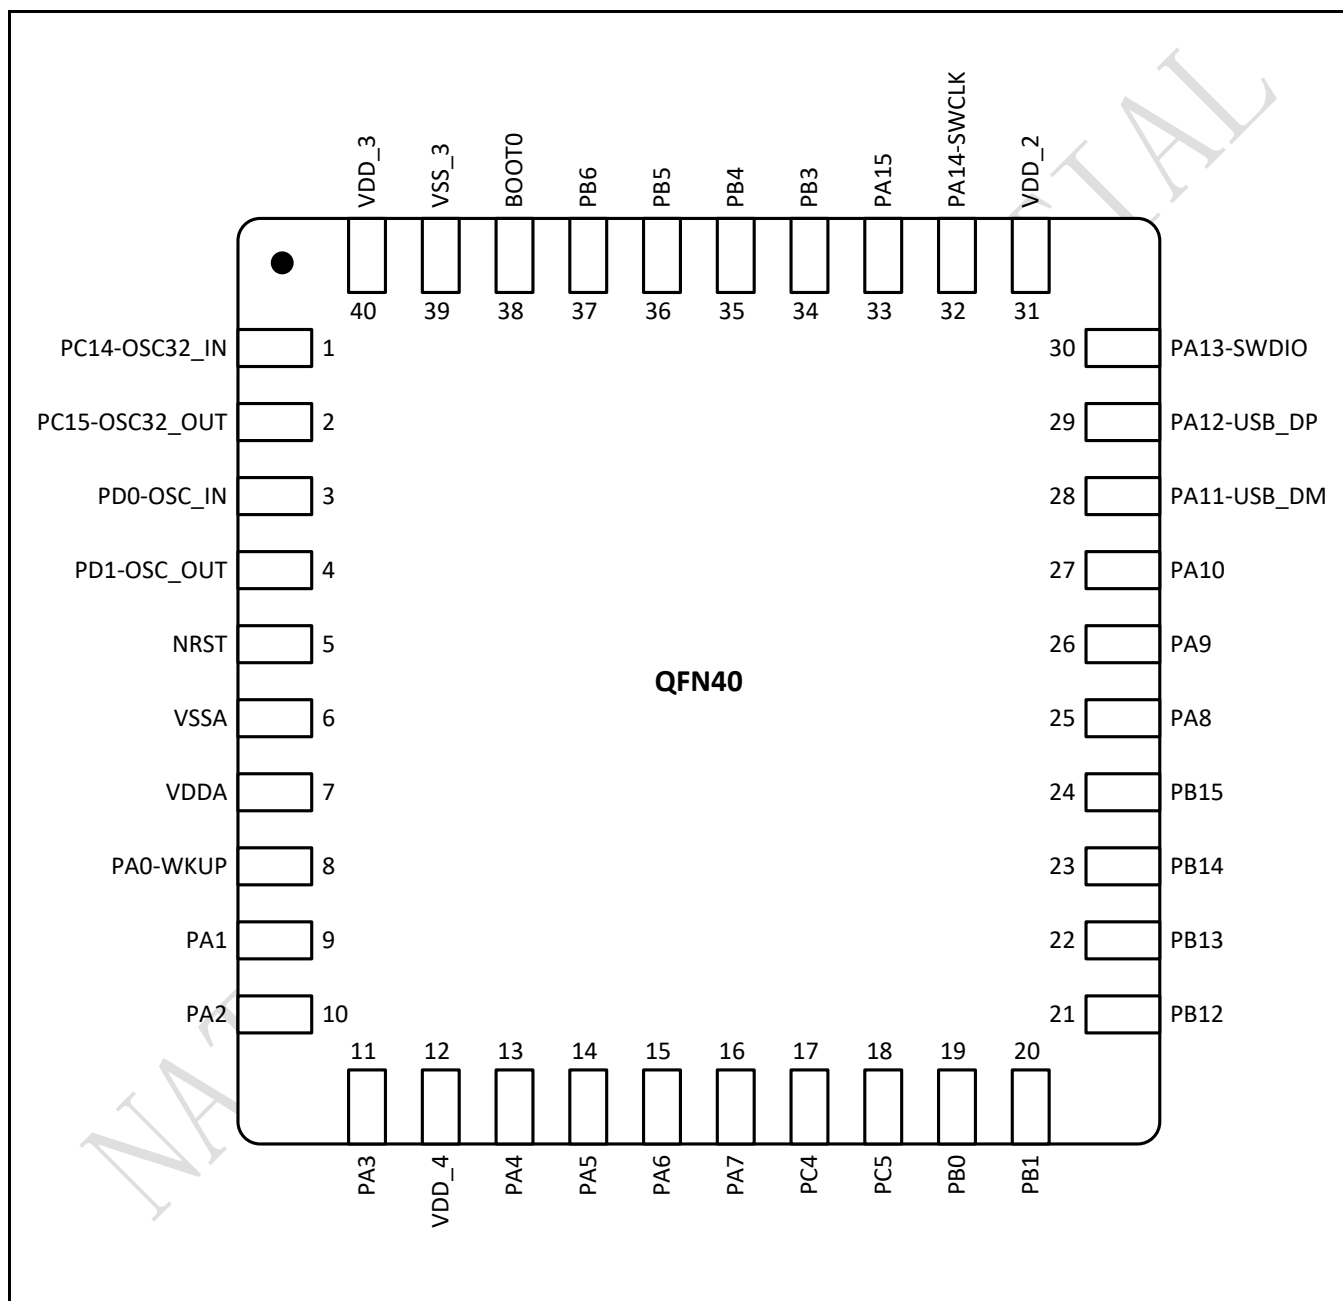 VDD_3
VSS_3
BOOT0
PB6
PB5
PB4
PB3
PA15
PA14-SWCLK
VDD_2
40 39 38 37 36 35 34 33 32 31
PC14-OSC32_IN 1 30 PA13-SWDIO
PC15-OSC32_OUT 2 29 PA12-USB_DP
PD0-OSC_IN 3 28 PA11-USB_DM
PD1-OSC_OUT 4 27 PA10
NRST 5 26 PA9
QFN40
VSSA 6 25 PA8
VDDA 7 24 PB15
PA0-WKUP 8 23 PB14
PA1 9 22 PB13
PA2 10 21 PB12
11 12 13 14 15 16 17 18 19 20
PA3
VDD_4
PA4
PA5
PA6
PA7
PC4
PC5
PB0
PB1